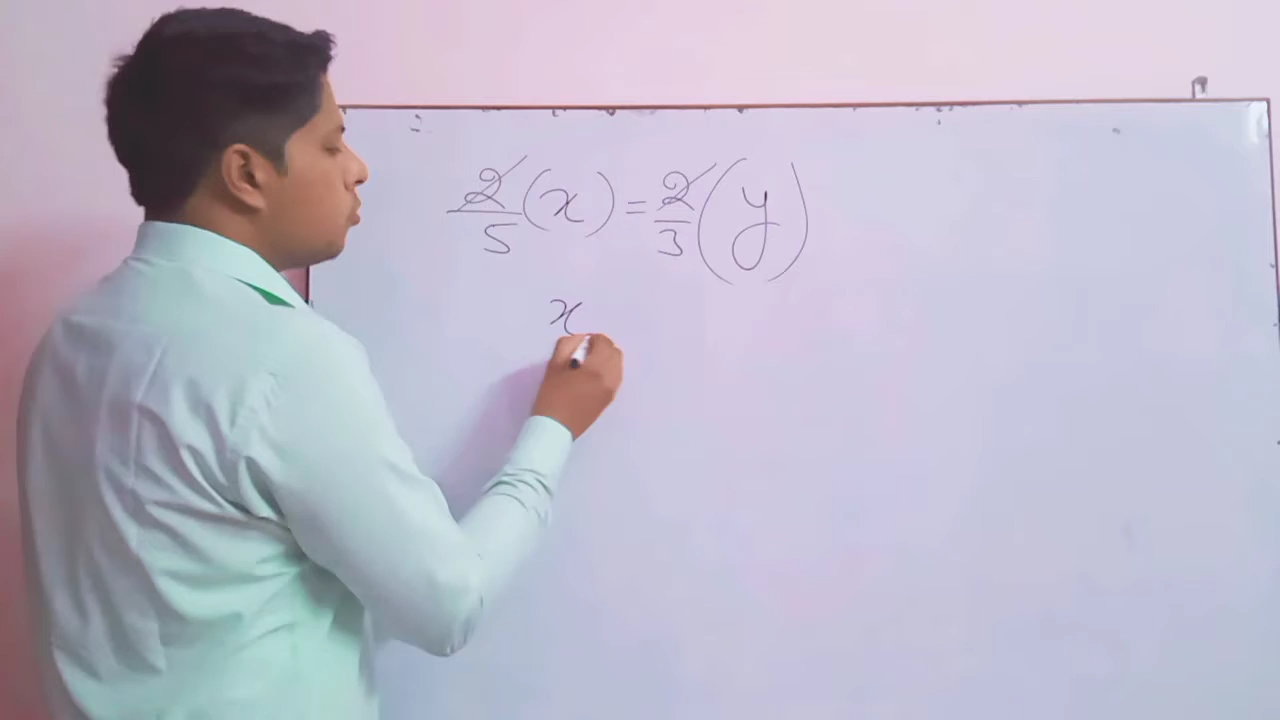 2/5 (x) = 2/3 (y)
x